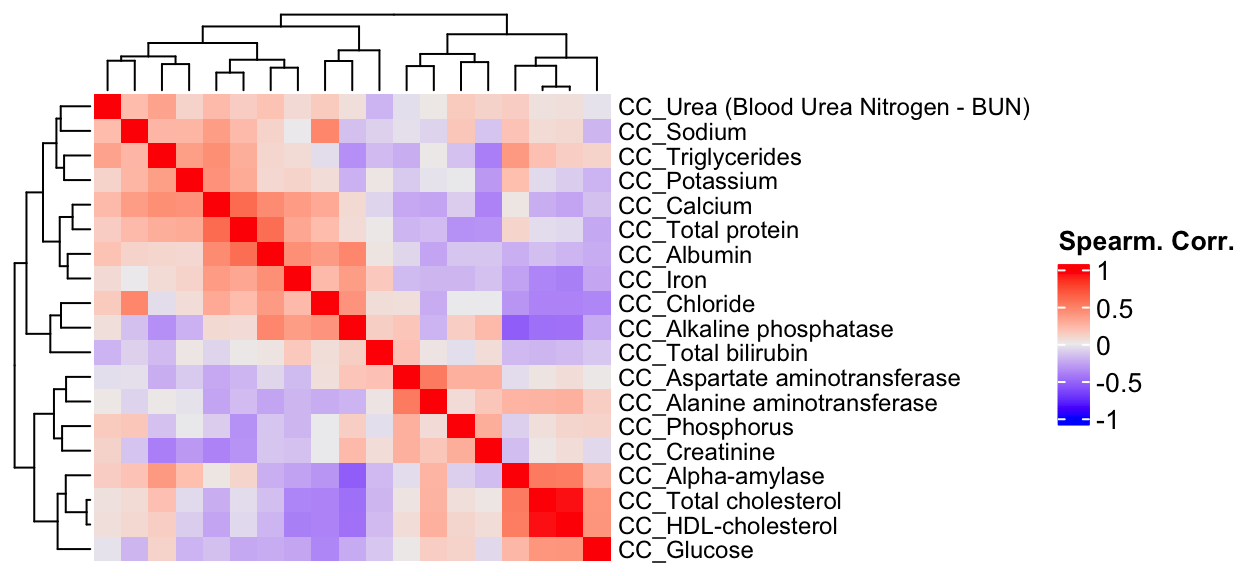 CC_Urea (Blood Urea Nitrogen - BUN)
CC_Sodium
CC_Triglycerides
CC_Potassium
CC_Calcium
CC_Total protein
CC_Albumin
CC_Iron
CC_Chloride
CC_Alkaline phosphatase
CC_Total bilirubin
CC_Aspartate aminotransferase
CC_Alanine aminotransferase
CC_Phosphorus
CC_Creatinine
CC_Alpha-amylase
CC_Total cholesterol
CC_HDL-cholesterol
CC_Glucose
Spearm. Corr.
1
0.5
0
-0.5
-1